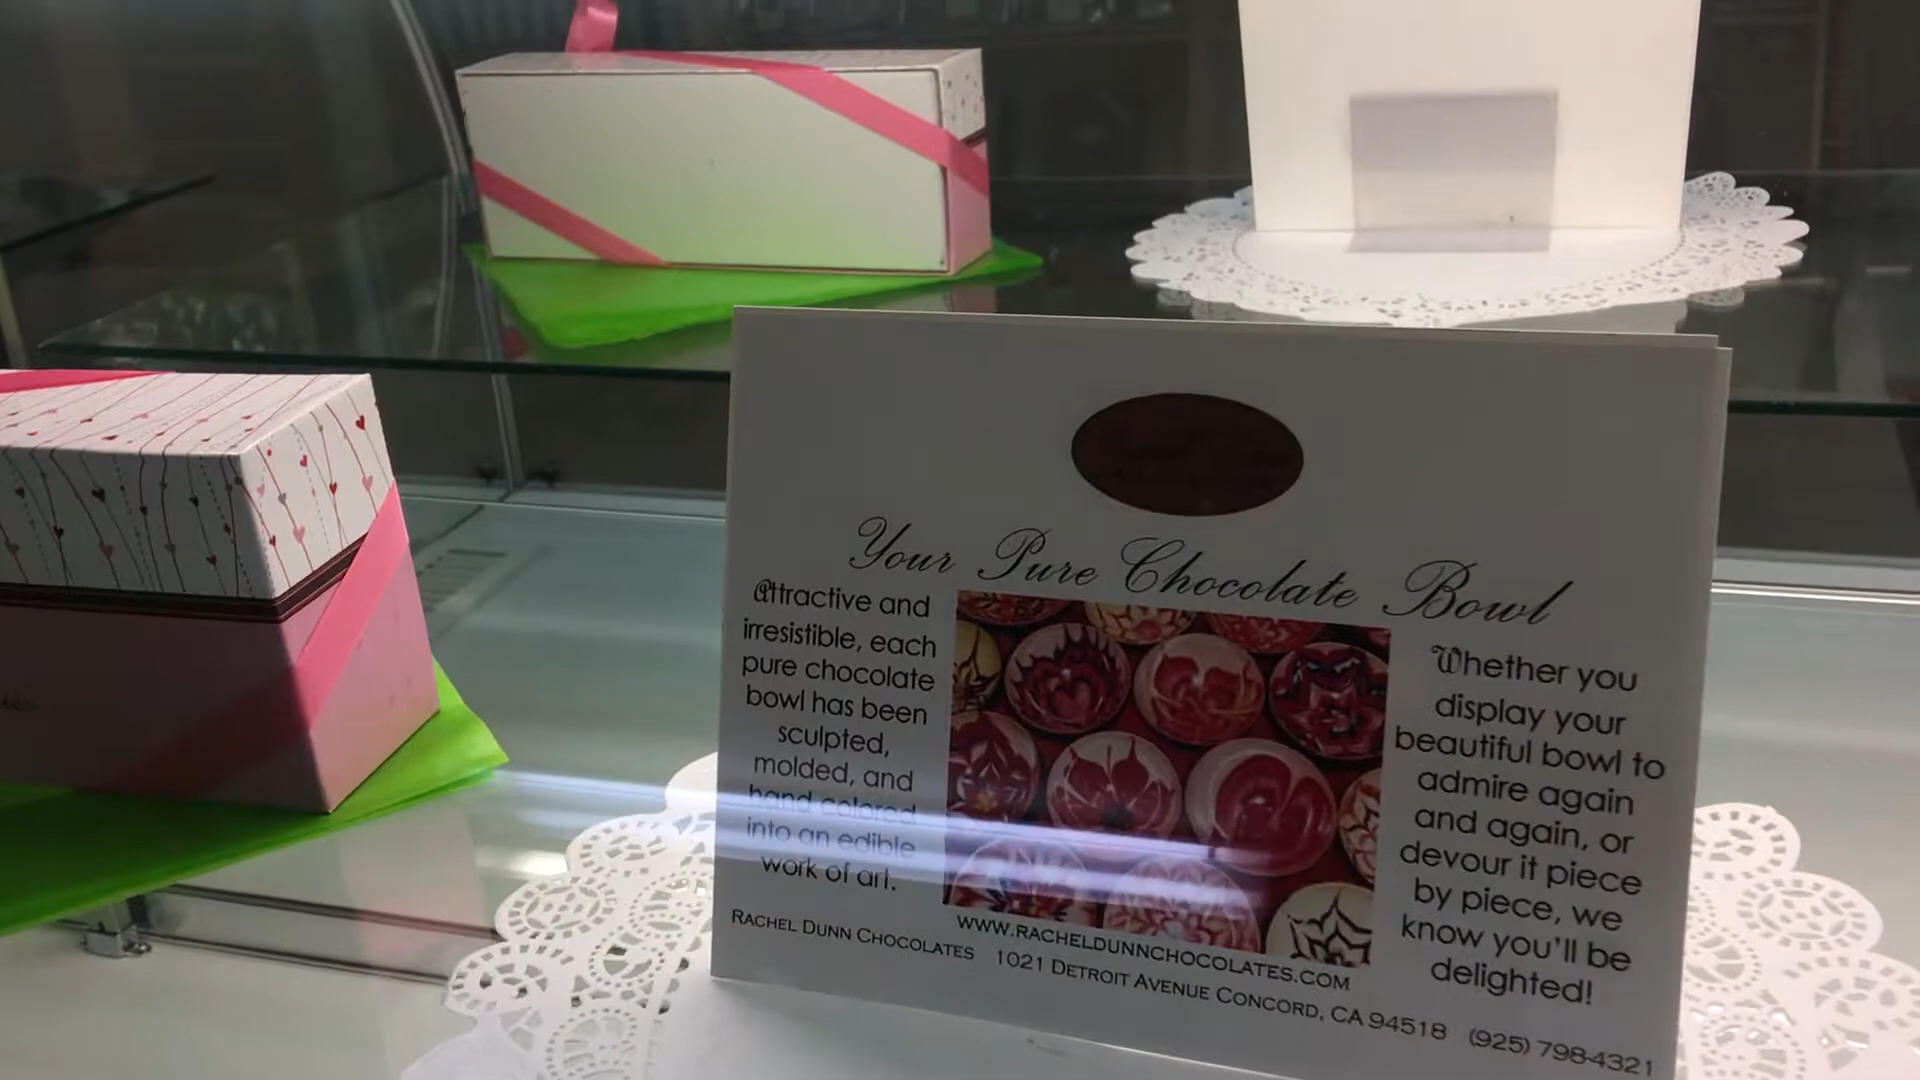 Your Pure Chocolate Bowl
Attractive and
irresistible, each
pure chocolate
bowl has been
sculpted,
molded, and
hand colored
into an edible
work of art.
Whether you
display your
beautiful bowl to
admire again
and again, or
devour it piece
by piece, we
know you'll be
delighted!
WWW.RACHELDUNNCHOCOLATES.COM
RACHEL DUNN CHOCOLATES 1021 DETROIT AVENUE CONCORD, CA 94518 (925) 798-4321